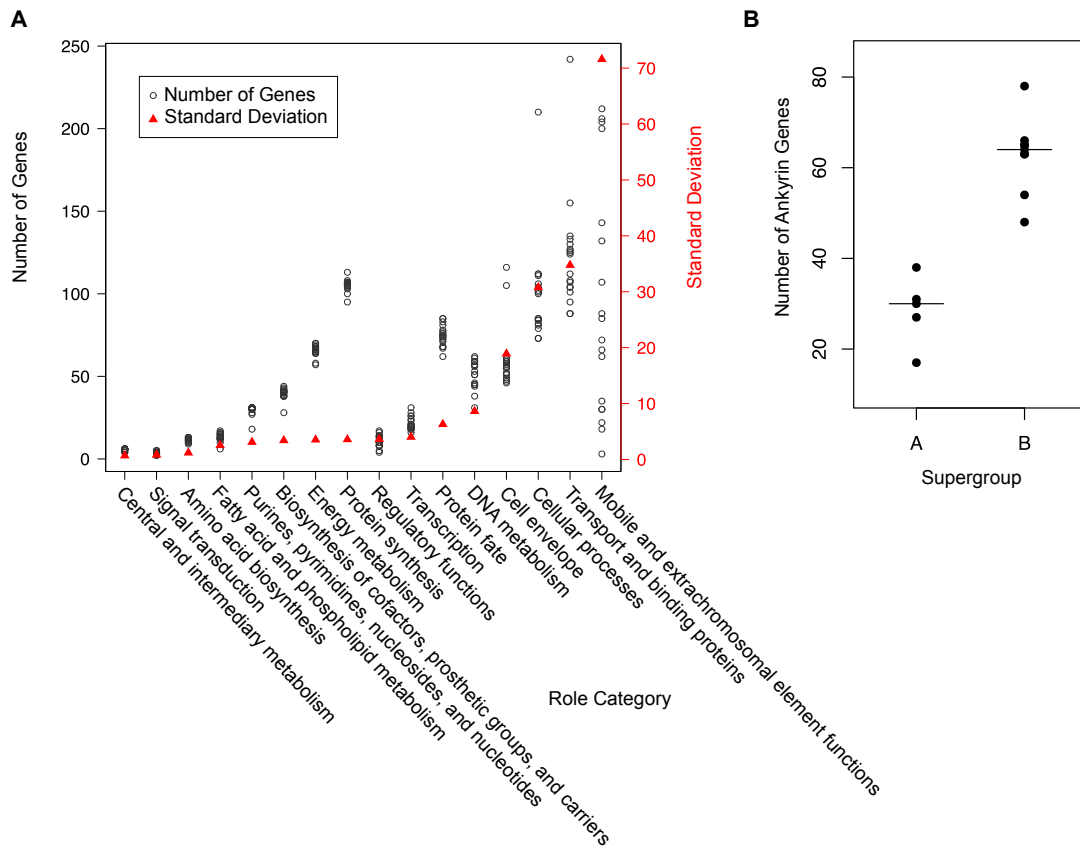 A
B
Number of Genes
Standard Deviation
250
200
150
100
50
0
Number of Genes
70
60
50
40
30
20
10
0
Standard Deviation
Central and intermediary metabolism
Signal transduction
Amino acid biosynthesis
Fatty acid and phospholipid metabolism
Purines, pyrimidines, nucleosides, and nucleotides
Biosynthesis of cofactors, prosthetic groups, and carriers
Energy metabolism
Protein synthesis
Regulatory functions
Transcription
Protein fate
DNA metabolism
Cell envelope
Cellular processes
Transport and binding proteins
Mobile and extrachromosomal element functions
Role Category
Number of Ankyrin Genes
80
60
40
20
A
B
Supergroup